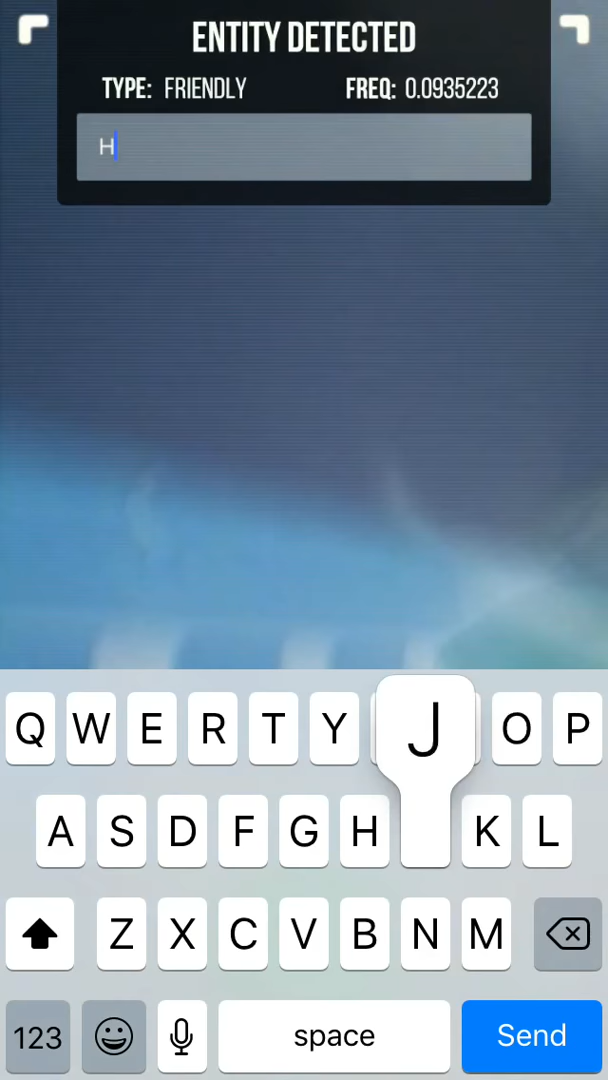 ENTITY DETECTED
TYPE: FRIENDLY FREQ: 0.0935223
H
Q W E R T Y J O P
A S D F G H K L
Z X C V B N M
123 space Send